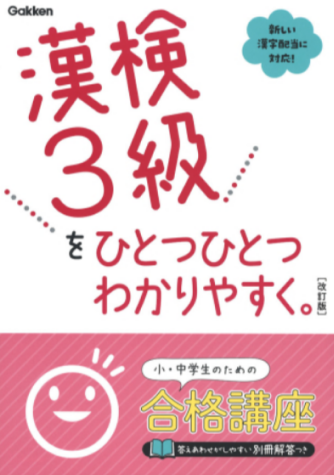 Gakken
新しい
漢字配当に
対応!
漢検
3級
を ひとつひとつ
わかりやすく。
[改訂版]
小・中学生のための
合格講座
答えあわせがしやすい 別冊解答つき